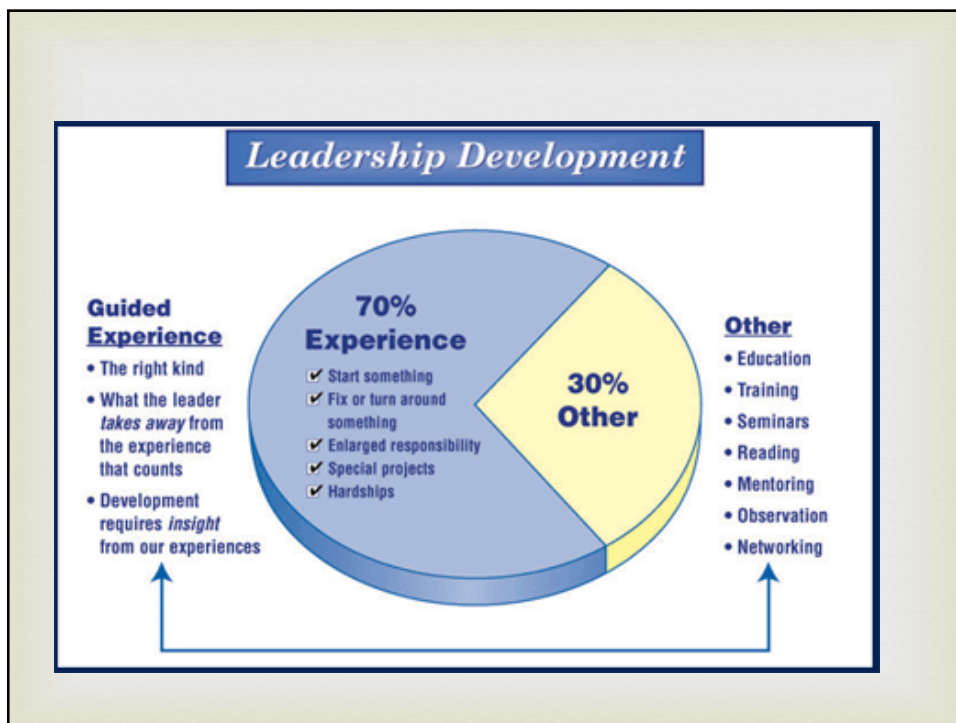 Leadership Development
Guided
Experience
• The right kind
• What the leader
takes away from
the experience
that counts
• Development
requires insight
from our experiences
70%
Experience
Start something
Fix or turn around
something
Enlarged responsibility
Special projects
Hardships
30%
Other
Other
• Education
• Training
• Seminars
• Reading
• Mentoring
• Observation
• Networking